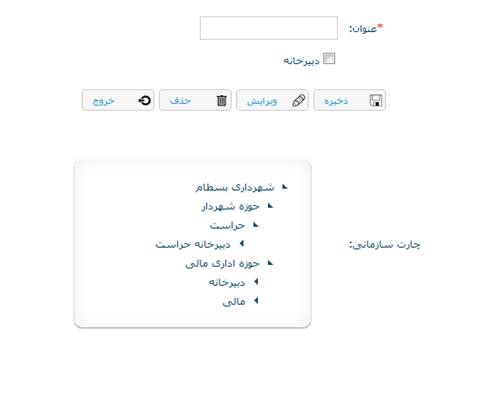 *عنوان:
دبیرخانه
ذخیره ویرایش حذف خروج
چارت سازمانی:
شهرداری بسطام
حوزه شهردار
حراست
دبیرخانه حراست
حوزه اداری مالی
دبیرخانه
مالی